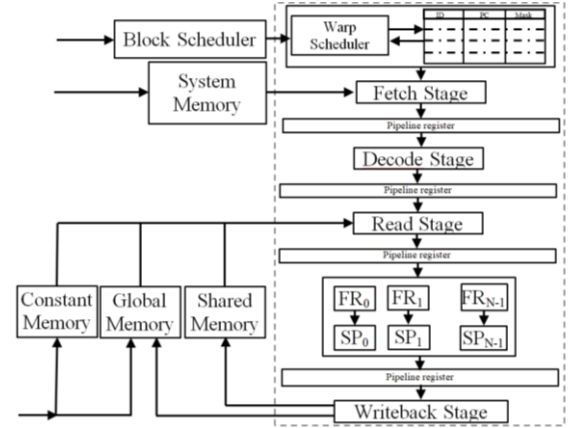 ID PC Mask
Block Scheduler
Warp
Scheduler
System
Memory
Fetch Stage
Pipeline register
Decode Stage
Pipeline register
Read Stage
Pipeline register
Constant
Memory
Global
Memory
Shared
Memory
FR0 FR1 FRN-1
SP0 SP1 SPN-1
Pipeline register
Writeback Stage